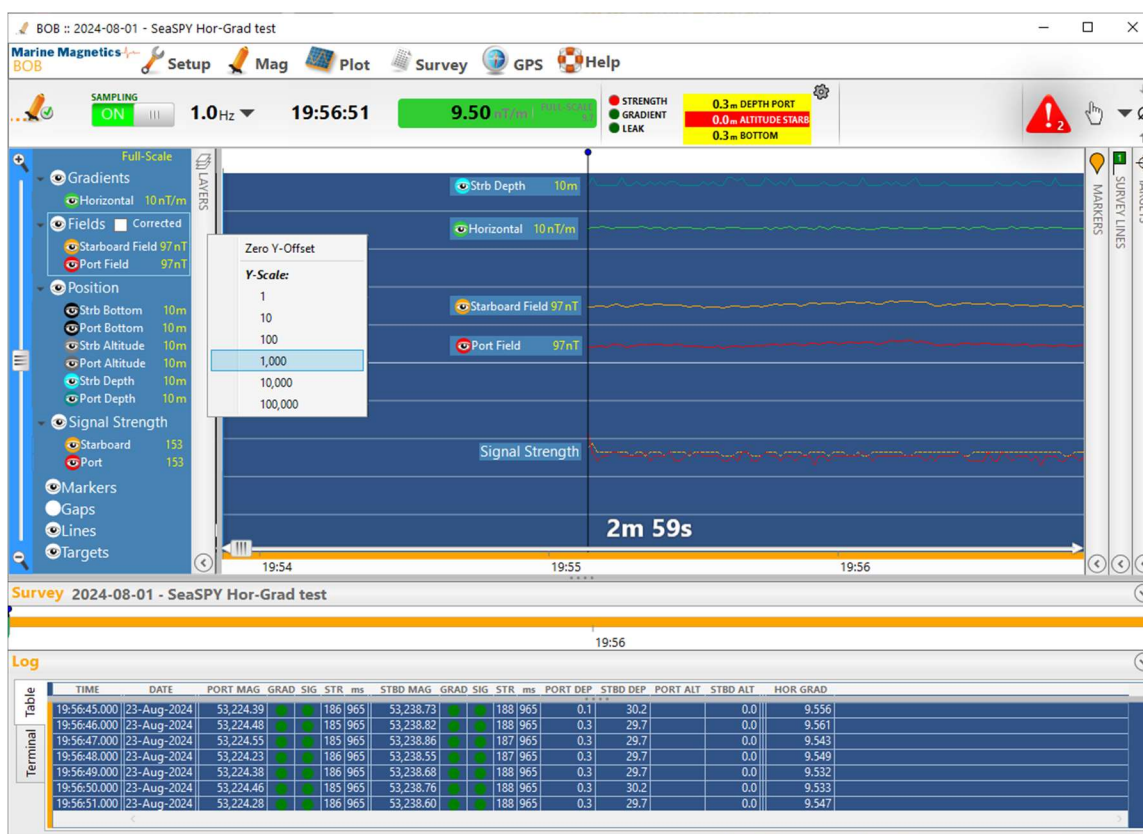 BOB :: 2024-08-01 - SeaSPY Hor-Grad test
Marine Magnetics
BOB
Setup Mag Plot Survey GPS Help
SAMPLING
ON
1.0 Hz
19:56:51
9.50 nT/m FULL-SCALE
STRENGTH
GRADIENT
LEAK
0.3 m DEPTH PORT
0.0 m ALTITUDE STARB
0.3 m BOTTOM
2
Full-Scale
Gradients
Horizontal 10 nT/m
Fields Corrected
Starboard Field 97 nT
Port Field 97 nT
Position
Strb Bottom 10 m
Port Bottom 10 m
Strb Altitude 10 m
Port Altitude 10 m
Strb Depth 10 m
Port Depth 10 m
Signal Strength
Starboard 153
Port 153
Markers
Gaps
Lines
Targets
LAYERS
Zero Y-Offset
Y-Scale:
1
10
100
1,000
10,000
100,000
Strb Depth 10m
Horizontal 10 nT/m
Starboard Field 97 nT
Port Field 97nT
Signal Strength
2m 59s
19:54 19:55 19:56
MARKERS
1
SURVEY LINES
Survey 2024-08-01 - SeaSPY Hor-Grad test
19:56
Log
Table
Terminal
TIME DATE PORT MAG GRAD SIG STR ms STBD MAG GRAD SIG STR ms PORT DEP STBD DEP PORT ALT STBD ALT HOR GRAD
19:56:45.000 23-Aug-2024 53,224.39 186 965 53,238.73 188 965 0.1 30.2 0.0 9.556
19:56:46.000 23-Aug-2024 53,224.48 185 965 53,238.82 188 965 0.3 29.7 0.0 9.561
19:56:47.000 23-Aug-2024 53,224.55 185 965 53,238.86 187 965 0.3 29.7 0.0 9.543
19:56:48.000 23-Aug-2024 53,224.23 186 965 53,238.55 187 965 0.3 29.7 0.0 9.549
19:56:49.000 23-Aug-2024 53,224.38 186 965 53,238.68 188 965 0.3 29.7 0.0 9.532
19:56:50.000 23-Aug-2024 53,224.46 185 965 53,238.76 188 965 0.3 30.2 0.0 9.533
19:56:51.000 23-Aug-2024 53,224.28 186 965 53,238.60 188 965 0.3 29.7 0.0 9.547